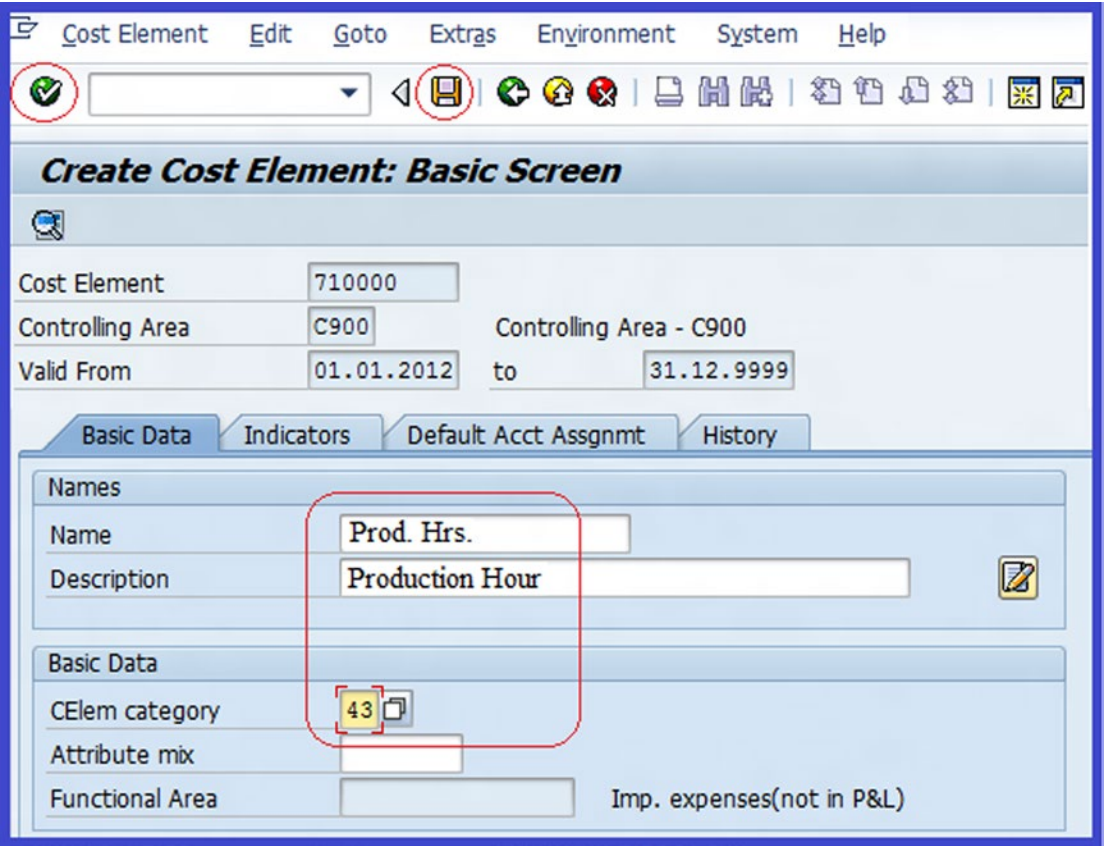 Cost Element Edit Goto Extras Environment System Help
Create Cost Element: Basic Screen
Cost Element 710000
Controlling Area C900 Controlling Area - C900
Valid From 01.01.2012 to 31.12.9999
Basic Data Indicators Default Acct Assgnmt History
Names
Name Prod. Hrs.
Description Production Hour
Basic Data
CElem category 43
Attribute mix
Functional Area Imp. expenses(not in P&L)